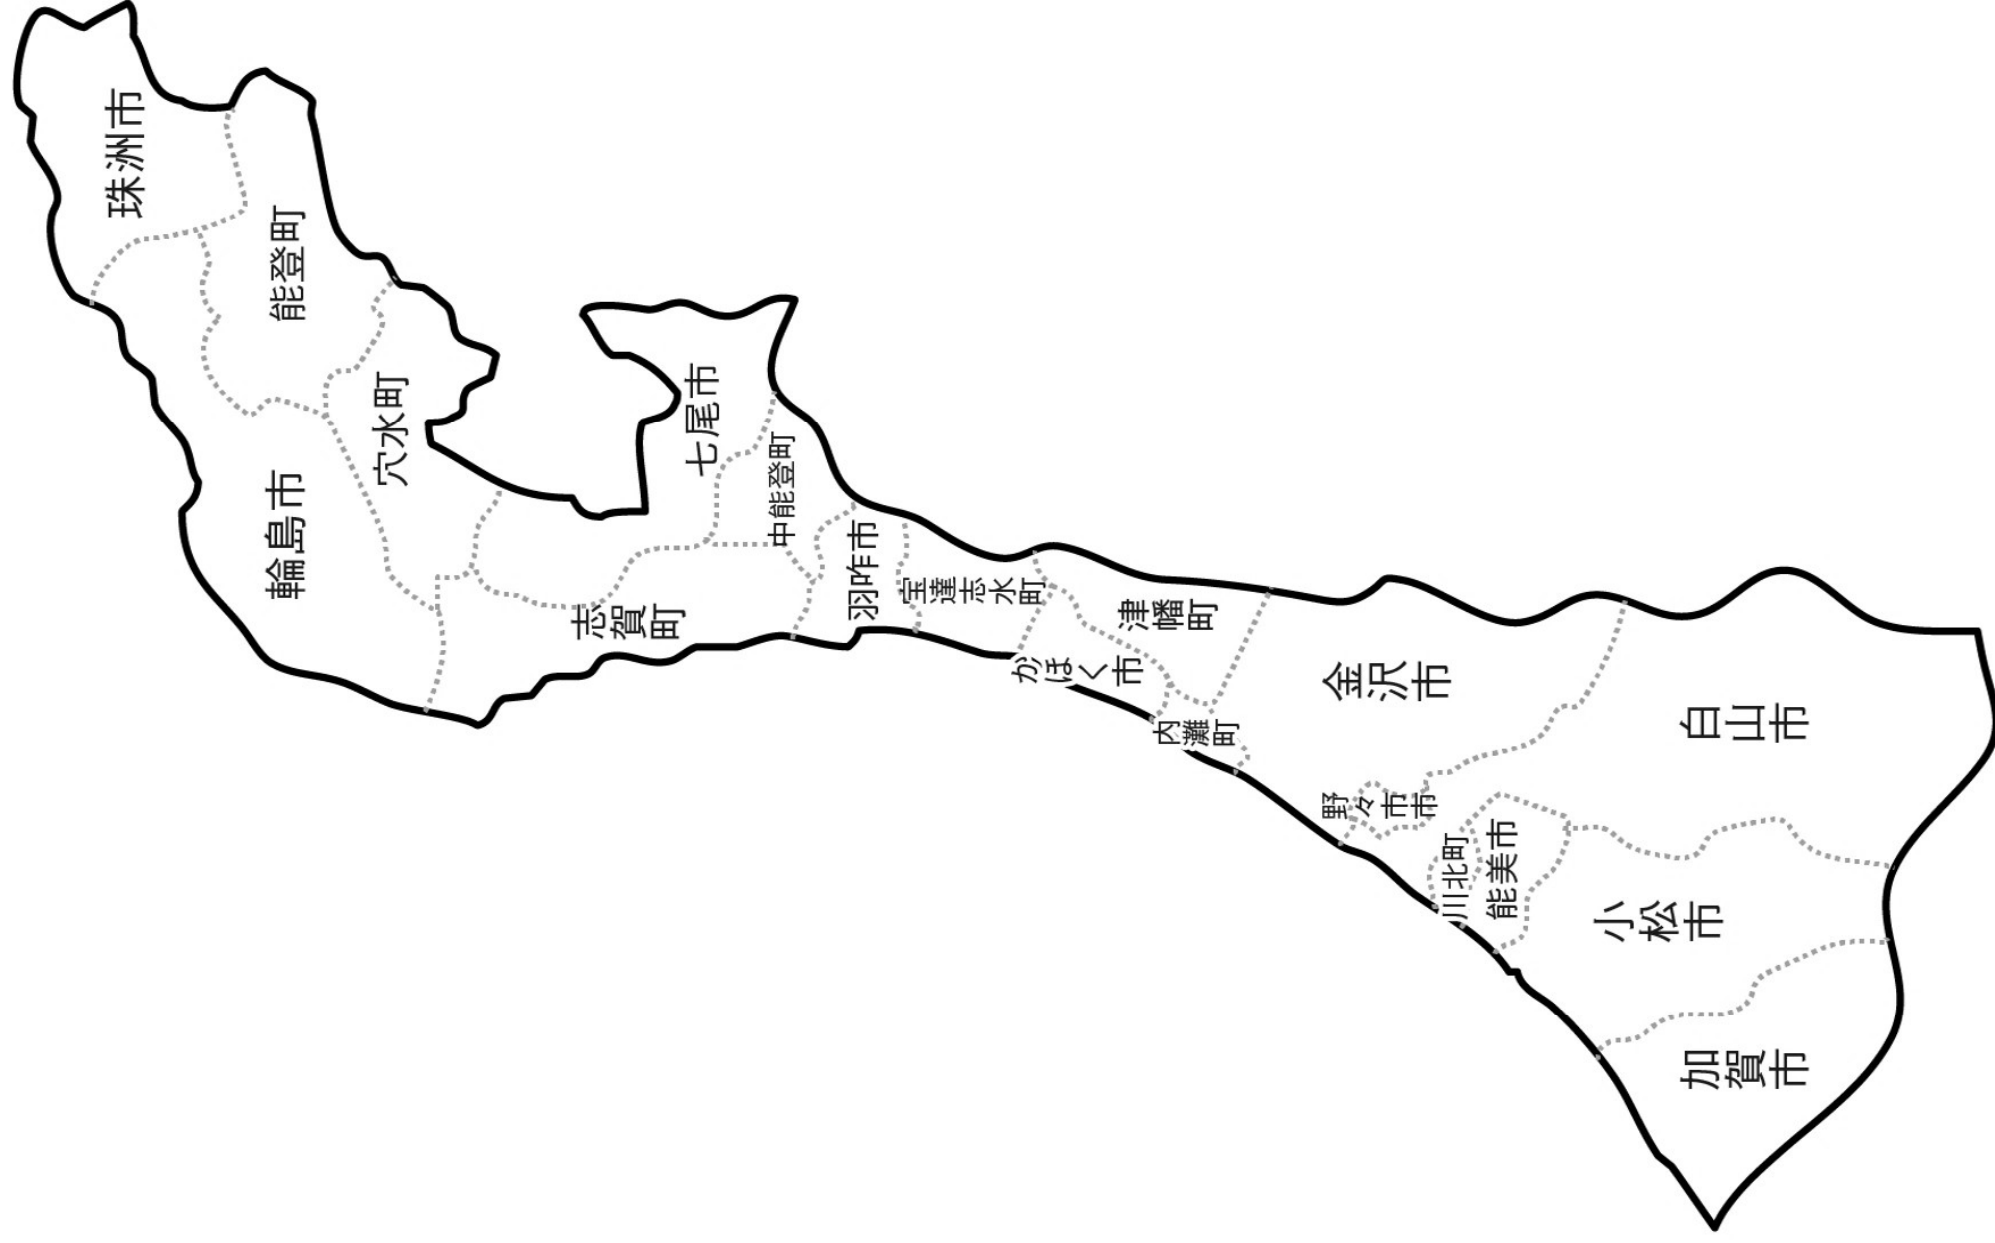 珠洲市
能登町
輪島市
穴水町
七尾市
志賀町
中能登町
羽咋市
宝達志水町
かほく市
津幡町
内灘町
金沢市
野々市市
白山市
川北町
能美市
小松市
加賀市